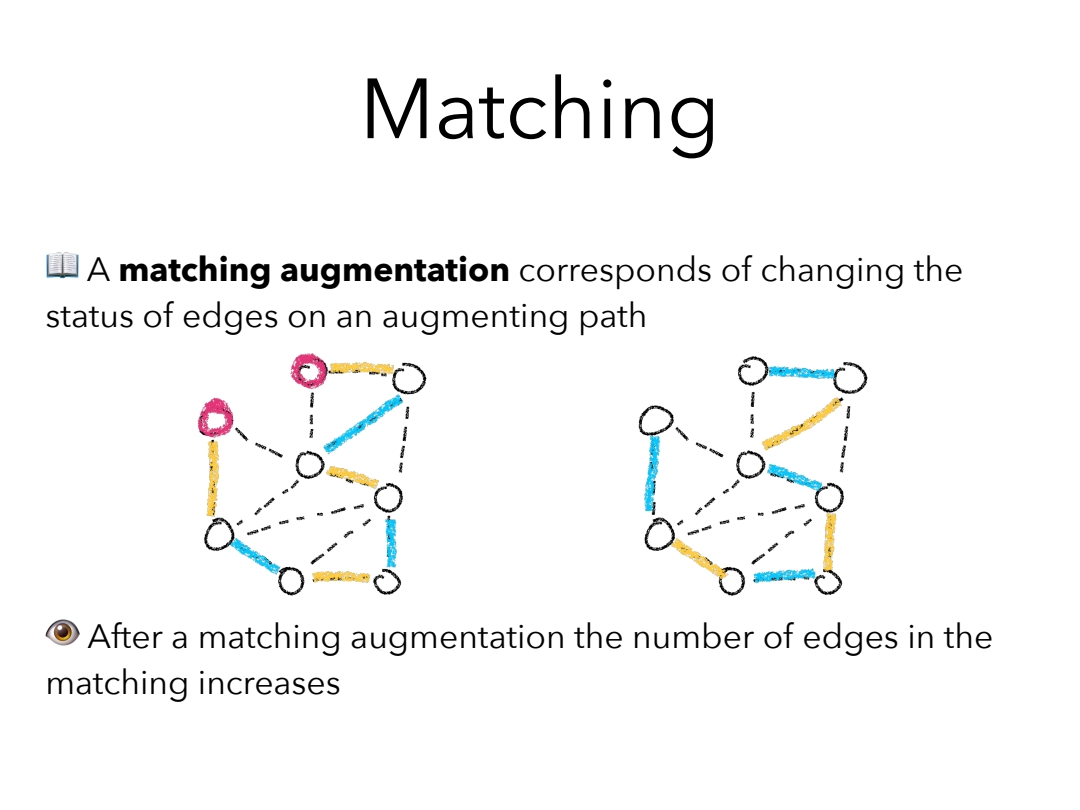 Matching
📖 A matching augmentation corresponds of changing the
status of edges on an augmenting path
👁 After a matching augmentation the number of edges in the
matching increases